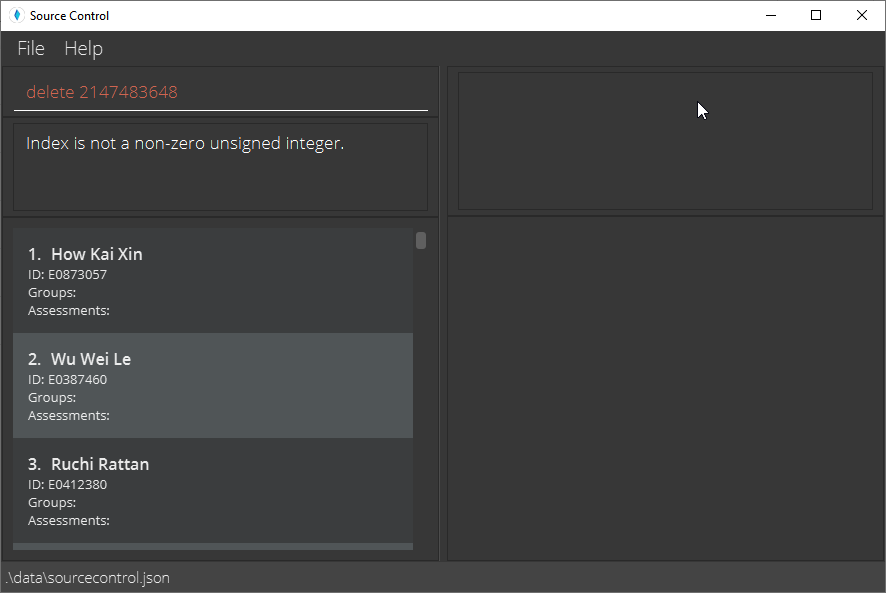 Source Control
File Help
delete 2147483648
Index is not a non-zero unsigned integer.
1. How Kai Xin
ID: E0873057
Groups:
Assessments:
2. Wu Wei Le
ID: E0387460
Groups:
Assessments:
3. Ruchi Rattan
ID: E0412380
Groups:
Assessments:
.\data\sourcecontrol.json